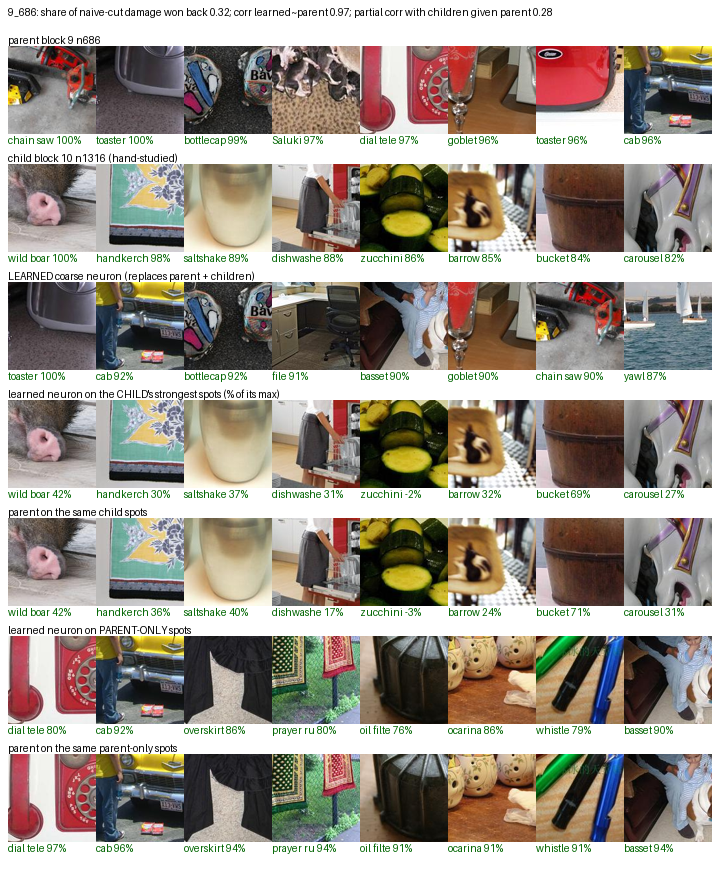 9_686: share of naive-cut damage won back 0.32; corr learned~parent 0.97; partial corr with children given parent 0.28
parent block 9 n686
chain saw 100% toaster 100% bottlecap 99% Saluki 97% dial tele 97% goblet 96% toaster 96% cab 96%
child block 10 n1316 (hand-studied)
wild boar 100% handkerch 98% saltshake 89% dishwashe 88% zucchini 86% barrow 85% bucket 84% carousel 82%
LEARNED coarse neuron (replaces parent + children)
toaster 100% cab 92% bottlecap 92% file 91% basset 90% goblet 90% chain saw 90% yawl 87%
learned neuron on the CHILD's strongest spots (% of its max)
wild boar 42% handkerch 30% saltshake 37% dishwashe 31% zucchini -2% barrow 32% bucket 69% carousel 27%
parent on the same child spots
wild boar 42% handkerch 36% saltshake 40% dishwashe 17% zucchini -3% barrow 24% bucket 71% carousel 31%
learned neuron on PARENT-ONLY spots
dial tele 80% cab 92% overskirt 86% prayer ru 80% oil filte 76% ocarina 86% whistle 79% basset 90%
parent on the same parent-only spots
dial tele 97% cab 96% overskirt 94% prayer ru 94% oil filte 91% ocarina 91% whistle 91% basset 94%